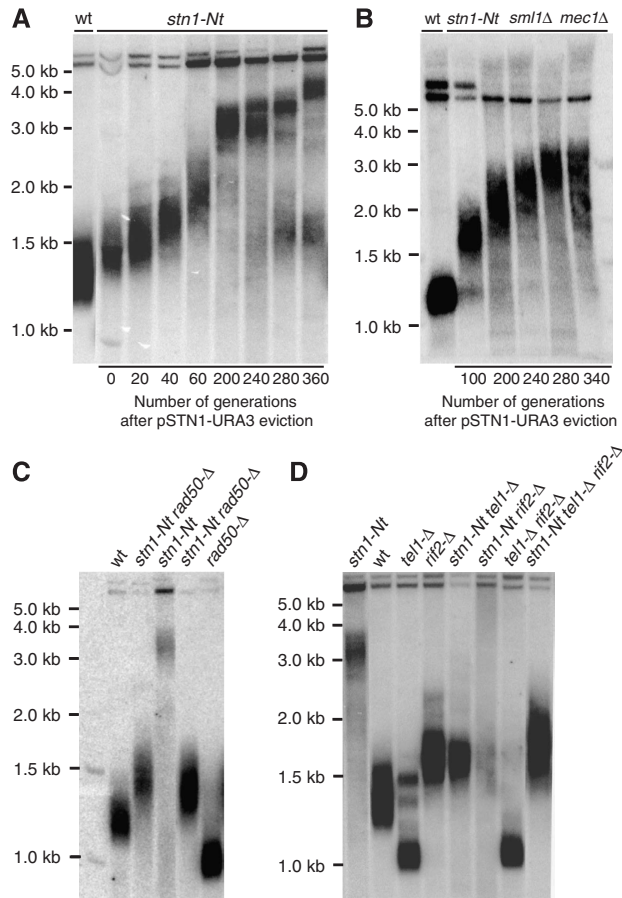 A
wt stn1-Nt
5.0 kb
3.0 kb
2.0 kb
1.5 kb
1.0 kb
0 20 40 60 200 240 280 360
Number of generations
after pSTN1-URA3 eviction
B
wt stn1-Nt sml1Δ mec1Δ
5.0 kb
4.0 kb
3.0 kb
2.0 kb
1.5 kb
1.0 kb
100 200 240 280 340
Number of generations
after pSTN1-URA3 eviction
C
wt
stn1-Nt rad50-Δ
stn1-Nt
stn1-Nt rad50-Δ
rad50-Δ
5.0 kb
4.0 kb
3.0 kb
2.0 kb
1.5 kb
1.0 kb
D
stn1-Nt
wt
tel1-Δ
rif2-Δ
stn1-Nt tel1-Δ
stn1-Nt rif2-Δ
tel1-Δ rif2-Δ
stn1-Nt tel1-Δ rif2-Δ
5.0 kb
4.0 kb
3.0 kb
2.0 kb
1.5 kb
1.0 kb